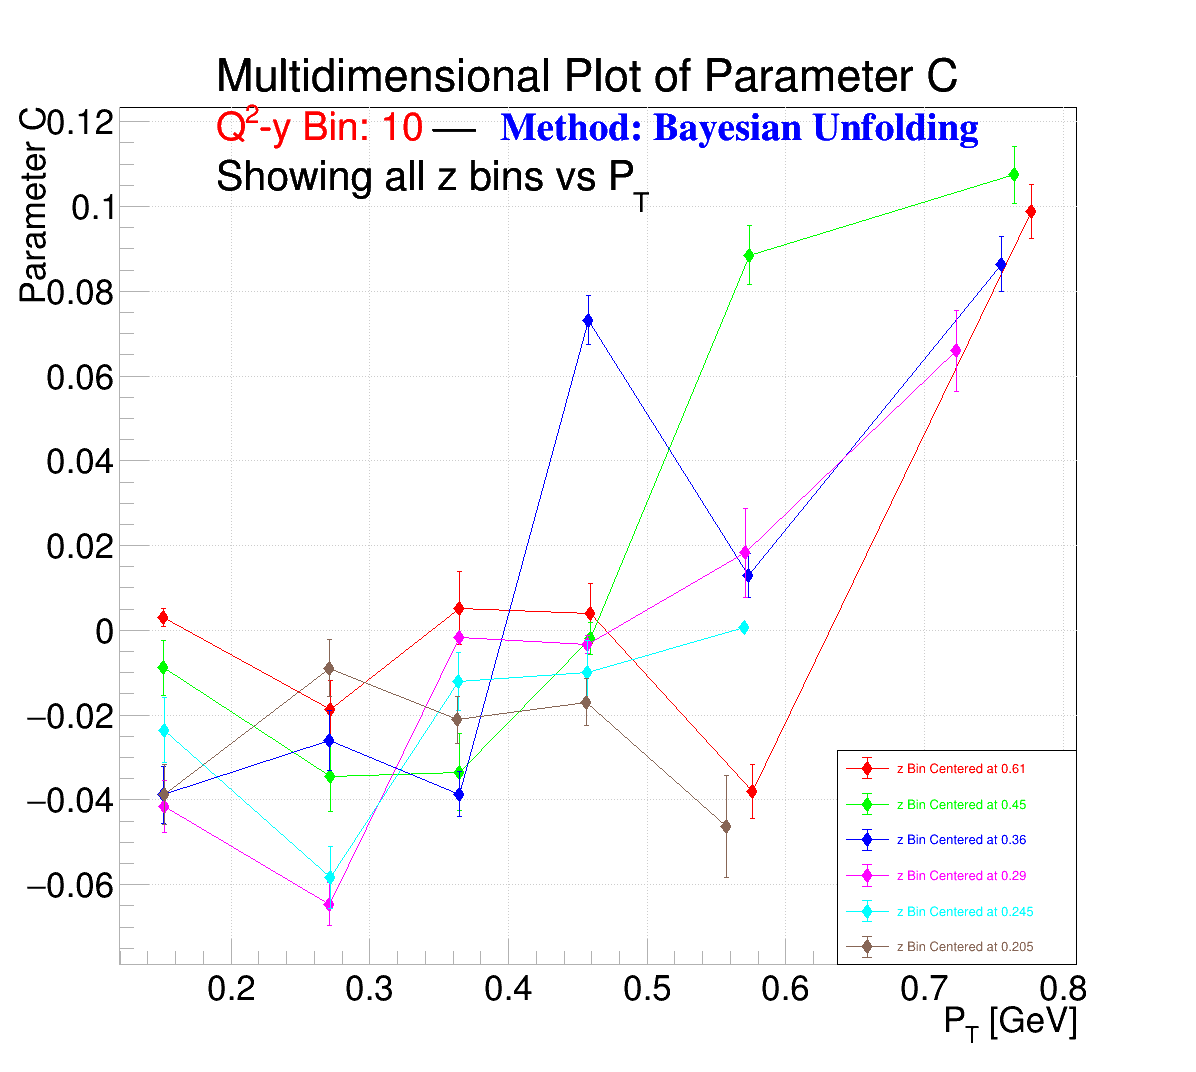 Multidimensional Plot of Parameter C
Q²-y Bin: 10 — Method: Bayesian Unfolding
Showing all z bins vs P_T
Parameter C
0.12
0.1
0.08
0.06
0.04
0.02
0
−0.02
−0.04
−0.06
z Bin Centered at 0.61
z Bin Centered at 0.45
z Bin Centered at 0.36
z Bin Centered at 0.29
z Bin Centered at 0.245
z Bin Centered at 0.205
0.2 0.3 0.4 0.5 0.6 0.7 0.8
P_T [GeV]